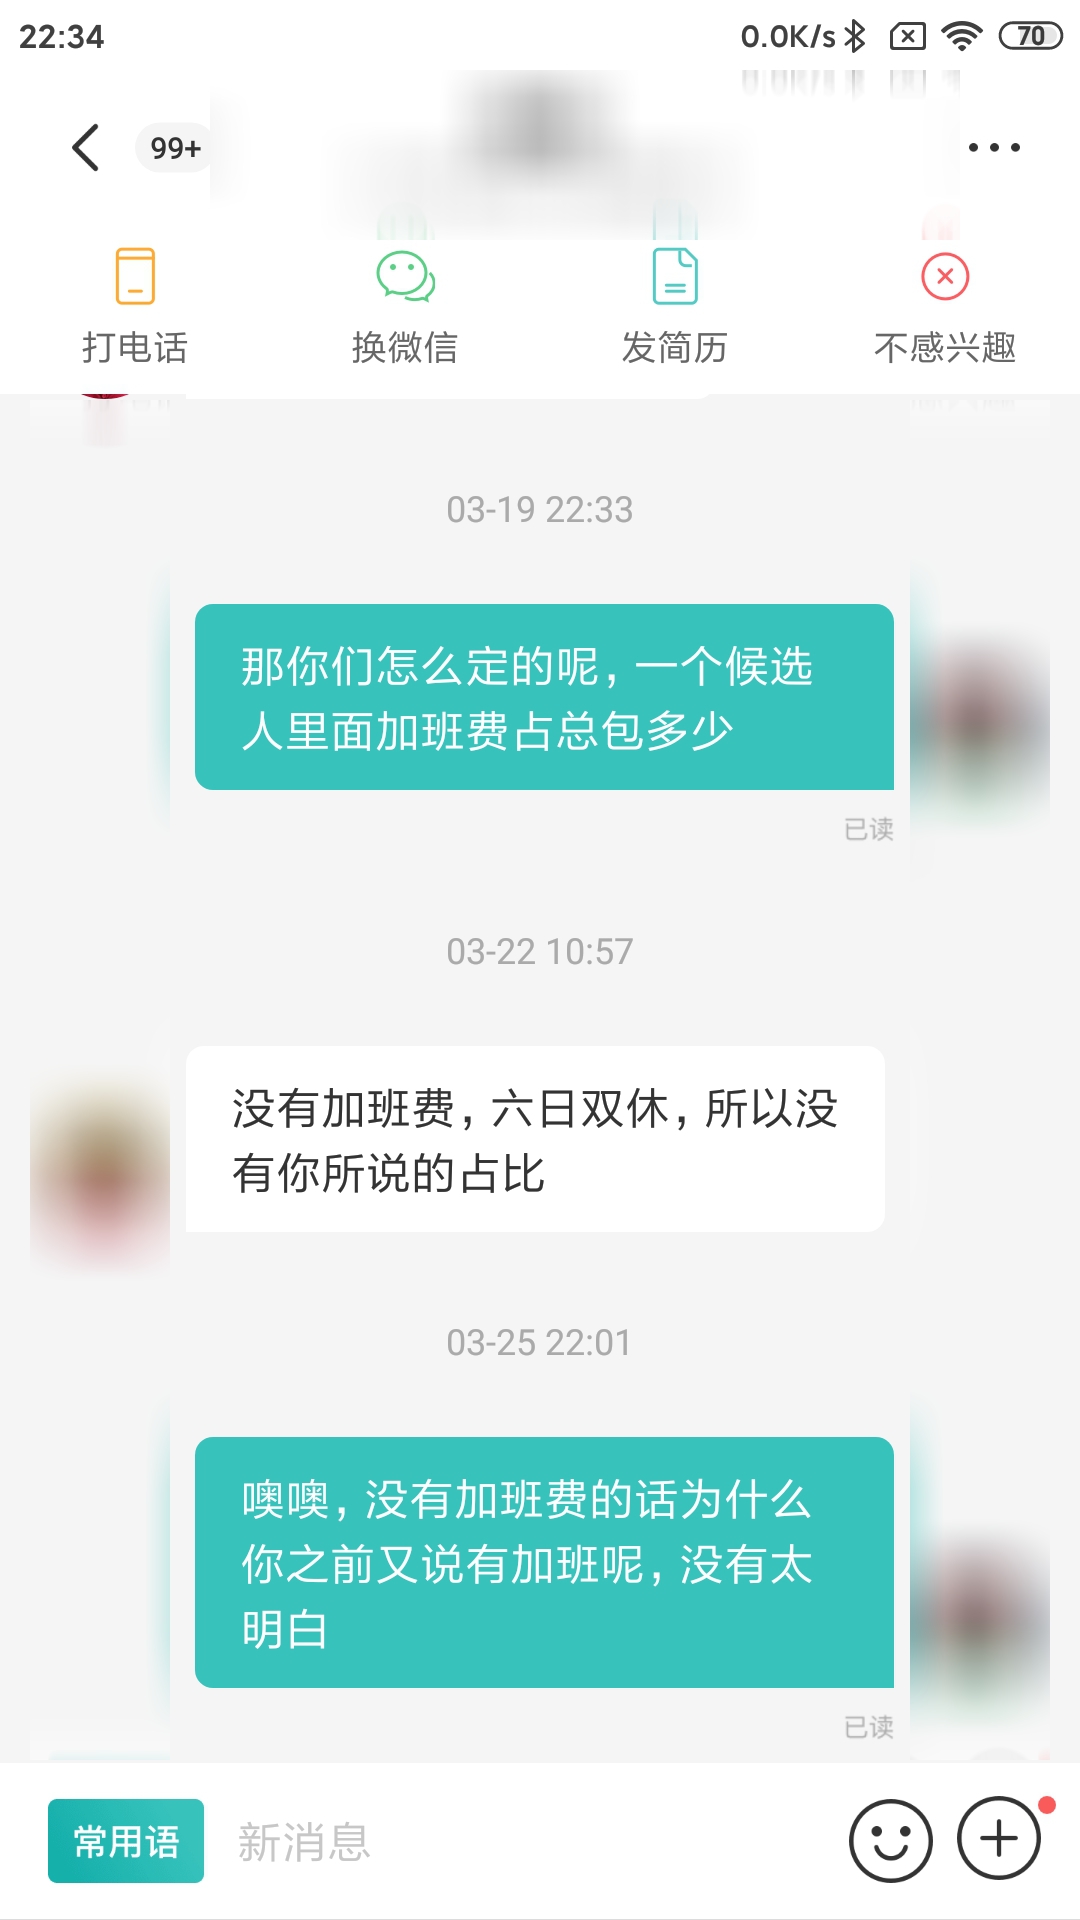 22:34
0.0K/s
70
99+
打电话
换微信
发简历
不感兴趣
03-19 22:33
那你们怎么定的呢，一个候选
人里面加班费占总包多少
已读
03-22 10:57
没有加班费，六日双休，所以没
有你所说的占比
03-25 22:01
噢噢，没有加班费的话为什么
你之前又说有加班呢，没有太
明白
已读
常用语
新消息